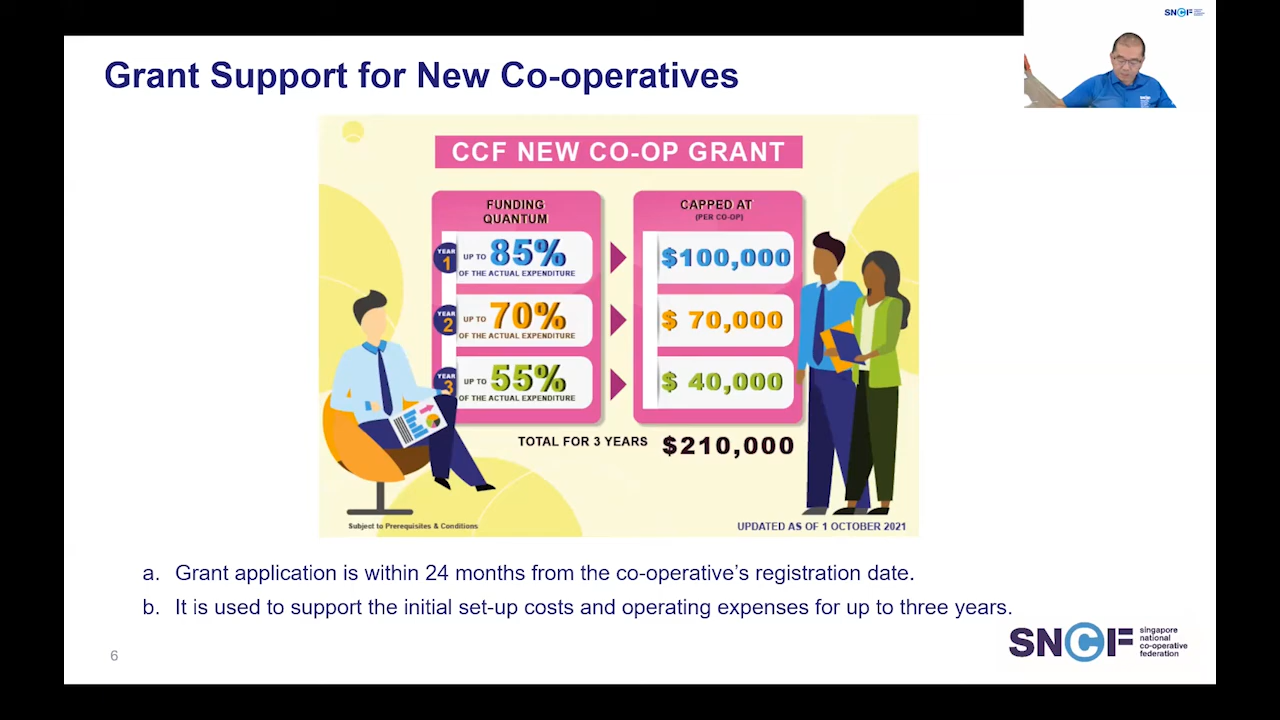 SNCF
Grant Support for New Co-operatives
CCF NEW CO-OP GRANT
FUNDING
QUANTUM
CAPPED AT
(PER CO-OP)
YEAR
1
UP TO 85%
OF THE ACTUAL EXPENDITURE
$100,000
YEAR
2
UP TO 70%
OF THE ACTUAL EXPENDITURE
$ 70,000
YEAR
3
UP TO 55%
OF THE ACTUAL EXPENDITURE
$ 40,000
TOTAL FOR 3 YEARS $210,000
Subject to Prerequisites & Conditions
UPDATED AS OF 1 OCTOBER 2021
a. Grant application is within 24 months from the co-operative's registration date.
b. It is used to support the initial set-up costs and operating expenses for up to three years.
SNCF
singapore
national
co-operative
federation
6